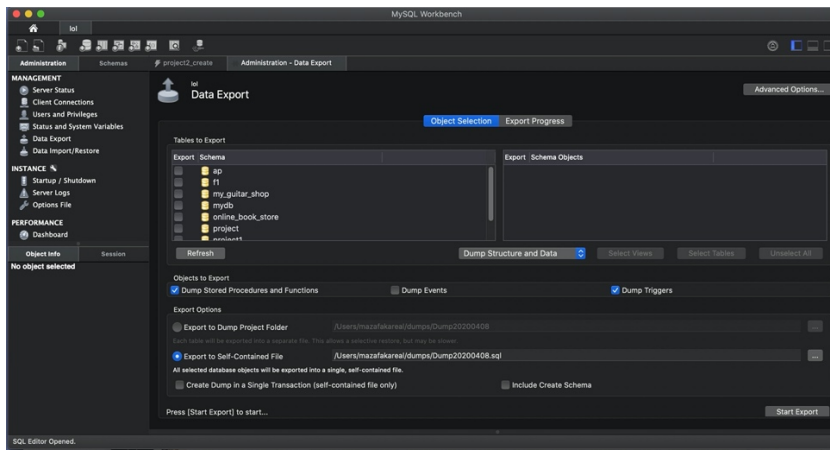 MySQL Workbench
lol
Administration
Schemas
project2_create
Administration - Data Export
MANAGEMENT
Server Status
Client Connections
Users and Privileges
Status and System Variables
Data Export
Data Import/Restore
INSTANCE
Startup / Shutdown
Server Logs
Options File
PERFORMANCE
Dashboard
Object Info
Session
No object selected
lol
Data Export
Advanced Options...
Object Selection
Export Progress
Tables to Export
Export Schema
ap
f1
my_guitar_shop
mydb
online_book_store
project
project1
Export Schema Objects
Refresh
Dump Structure and Data
Select Views
Select Tables
Unselect All
Objects to Export
Dump Stored Procedures and Functions
Dump Events
Dump Triggers
Export Options
Export to Dump Project Folder
/Users/mazafakareal/dumps/Dump20200408
...
Each table will be exported into a separate file. This allows a selective restore, but may be slower.
Export to Self-Contained File
/Users/mazafakareal/dumps/Dump20200408.sql
...
All selected database objects will be exported into a single, self-contained file.
Create Dump in a Single Transaction (self-contained file only)
Include Create Schema
Press [Start Export] to start...
Start Export
SQL Editor Opened.